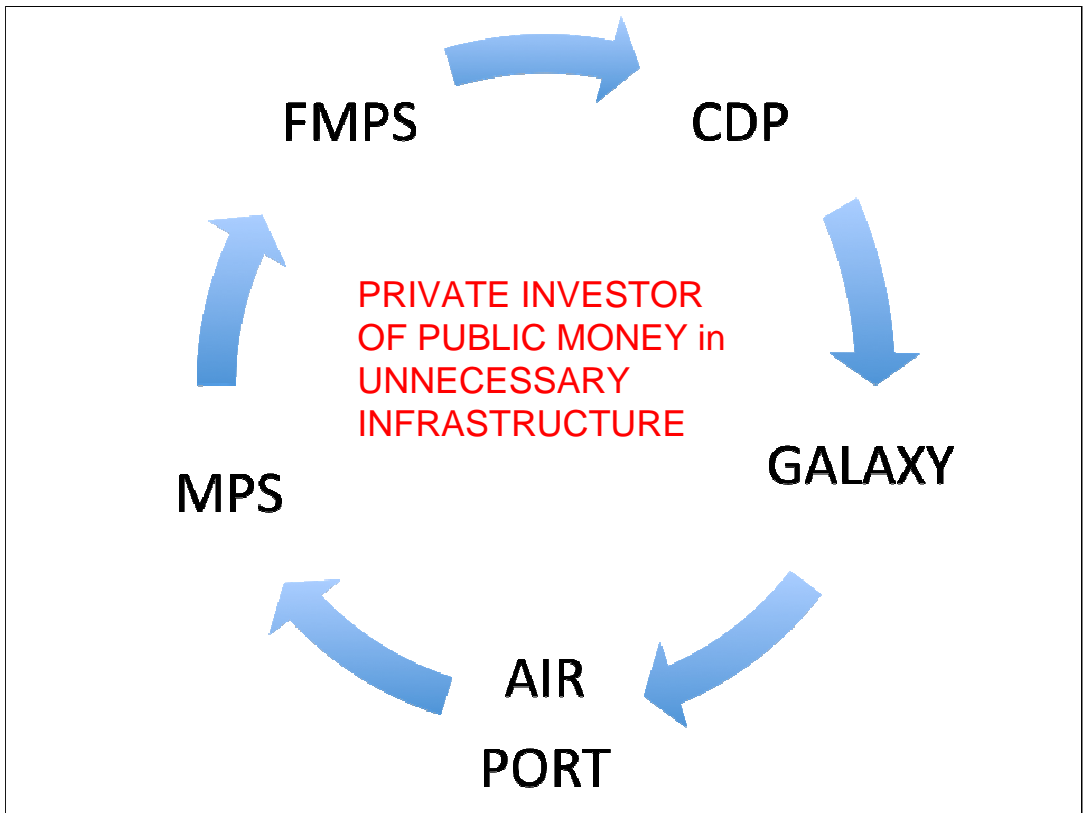 FMPS
CDP
PRIVATE INVESTOR
OF PUBLIC MONEY in
UNNECESSARY
INFRASTRUCTURE
GALAXY
MPS
AIR
PORT